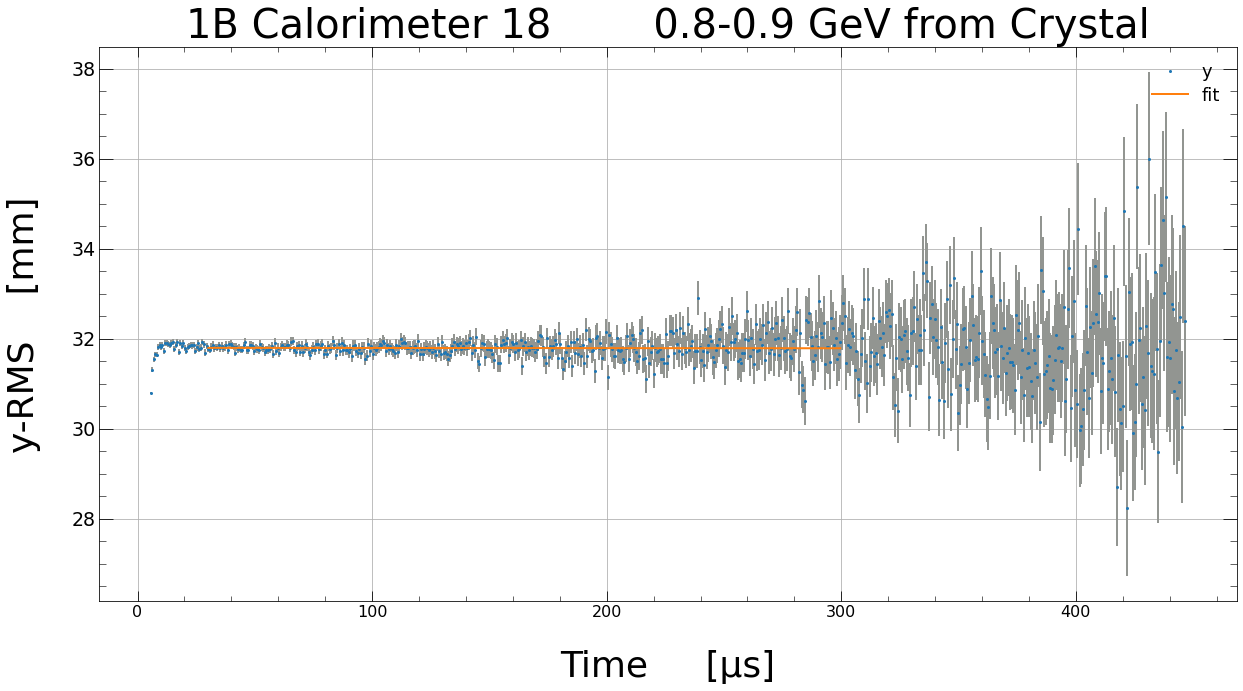 1B Calorimeter 18 0.8-0.9 GeV from Crystal
y
fit
38
36
34
32
30
28
y-RMS [mm]
0 100 200 300 400
Time [µs]